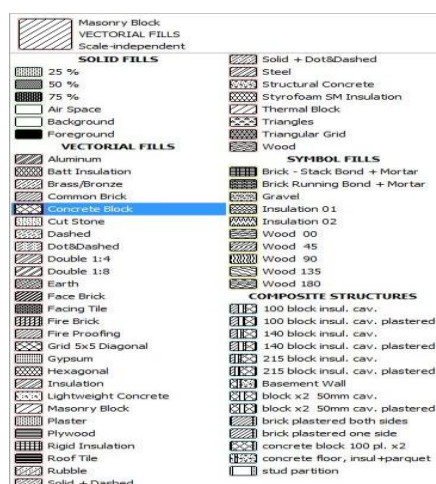 Masonry Block
VECTORIAL FILLS
Scale-independent
SOLID FILLS
25 %
50 %
75 %
Air Space
Background
Foreground
VECTORIAL FILLS
Aluminum
Batt Insulation
Brass/Bronze
Common Brick
Concrete Block
Cut Stone
Dashed
Dot&Dashed
Double 1:4
Double 1:8
Earth
Face Brick
Facing Tile
Fire Brick
Fire Proofing
Grid 5x5 Diagonal
Gypsum
Hexagonal
Insulation
Lightweight Concrete
Masonry Block
Plaster
Plywood
Rigid Insulation
Roof Tile
Rubble
Solid + Dashed
Solid + Dot&Dashed
Steel
Structural Concrete
Styrofoam SM Insulation
Thermal Block
Triangles
Triangular Grid
Wood
SYMBOL FILLS
Brick - Stack Bond + Mortar
Brick Running Bond + Mortar
Gravel
Insulation 01
Insulation 02
Wood 00
Wood 45
Wood 90
Wood 135
Wood 180
COMPOSITE STRUCTURES
100 block insul. cav.
100 block insul. cav. plastered
140 block insul. cav.
140 block insul. cav. plastered
215 block insul. cav.
215 block insul. cav. plastered
Basement Wall
block x2 50mm cav.
block x2 50mm cav. plastered
brick plastered both sides
brick plastered one side
concrete block 100 pl. x2
concrete floor, insul+parquet
stud partition